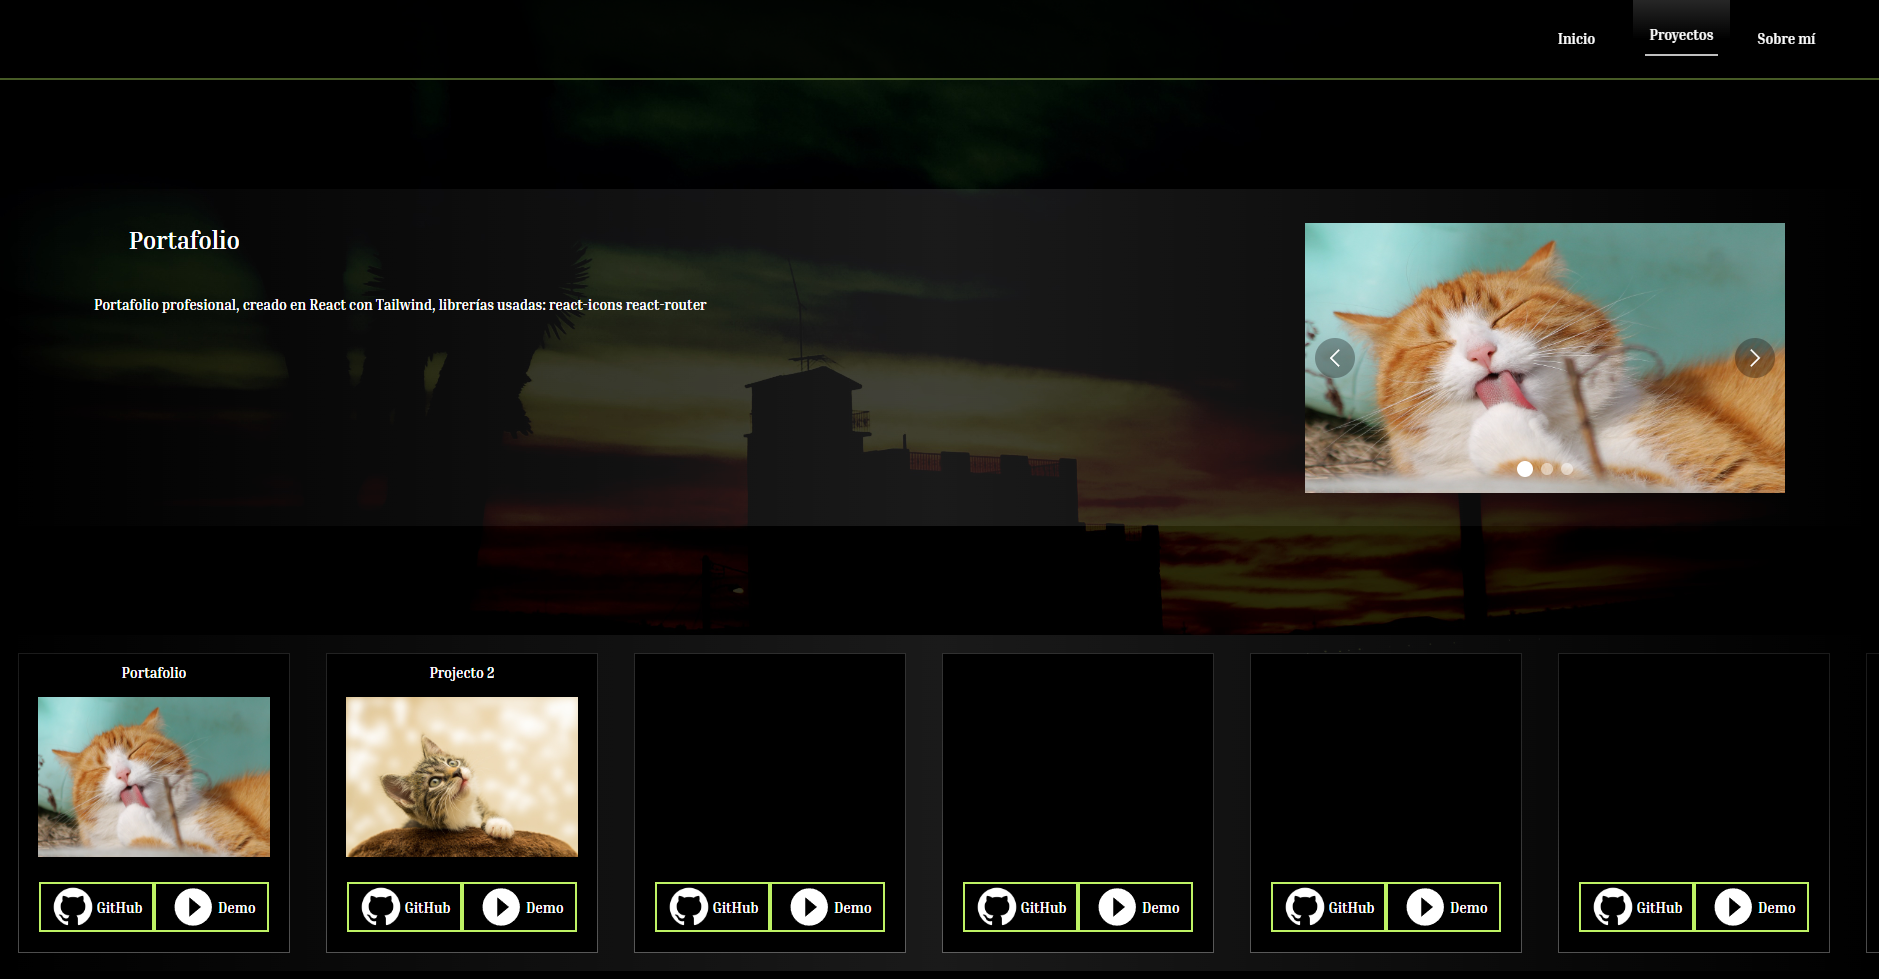 Inicio
Proyectos
Sobre mí
Portafolio
Portafolio profesional, creado en React con Tailwind, librerías usadas: react-icons react-router
Portafolio
Projecto 2
GitHub Demo
GitHub Demo
GitHub Demo
GitHub Demo
GitHub Demo
GitHub Demo